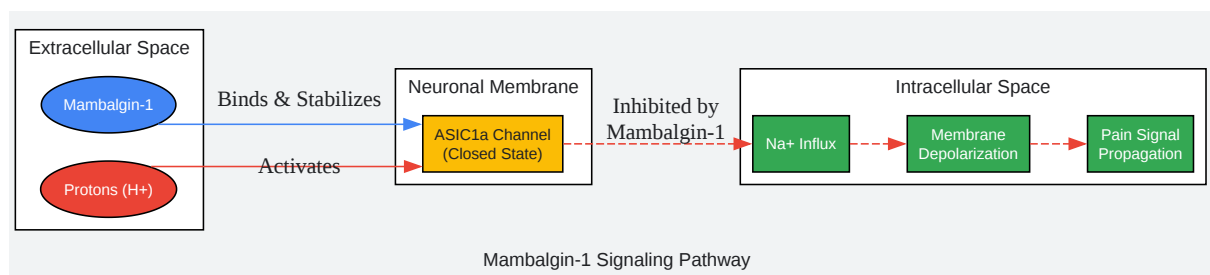 Extracellular Space
Mambalgin-1
Protons (H+)
Binds & Stabilizes
Activates
Neuronal Membrane
ASIC1a Channel
(Closed State)
Inhibited by
Mambalgin-1
Intracellular Space
Na+ Influx
Membrane
Depolarization
Pain Signal
Propagation
Mambalgin-1 Signaling Pathway